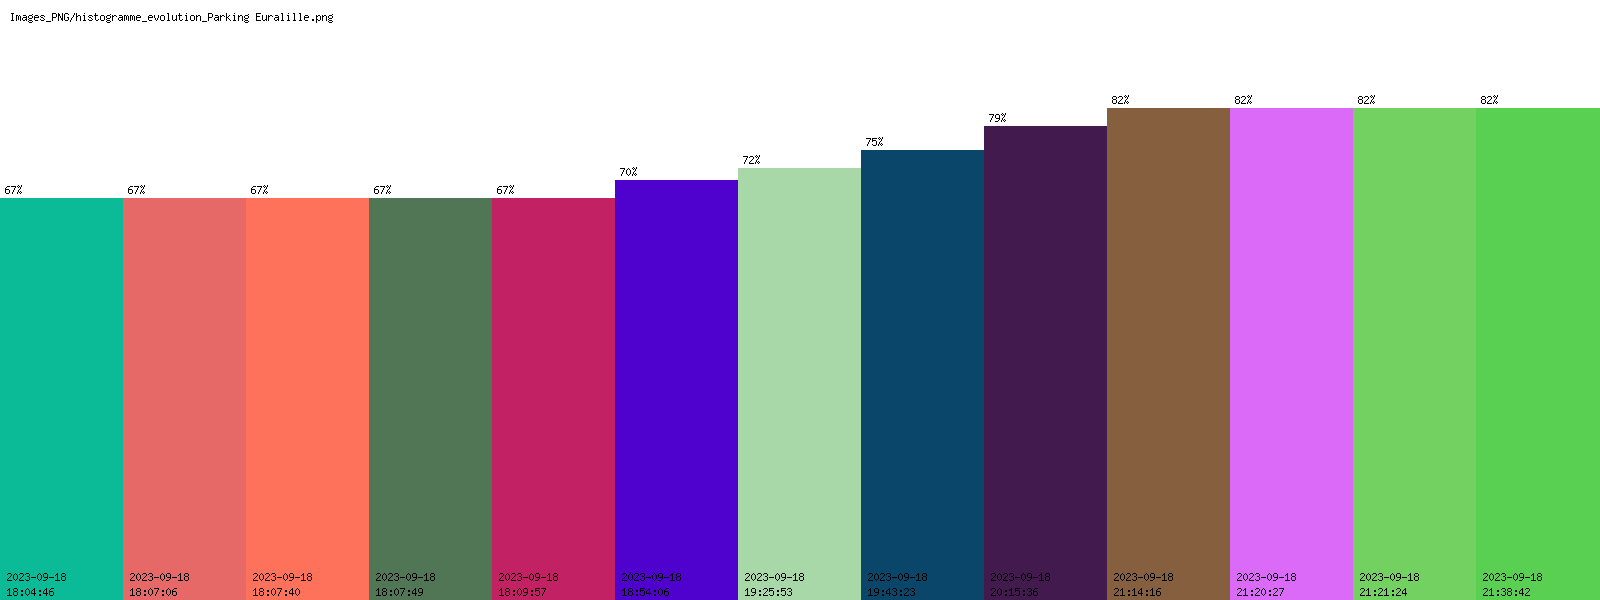 Images_PNG/histogramme_evolution_Parking Euralille.png
82% 82% 82% 82%
79%
75%
72%
70%
67% 67% 67% 67% 67%
2023-09-18 2023-09-18 2023-09-18 2023-09-18 2023-09-18 2023-09-18 2023-09-18 2023-09-18 2023-09-18 2023-09-18 2023-09-18 2023-09-18 2023-09-18
18:04:46 18:07:06 18:07:40 18:07:49 18:09:57 18:54:06 19:25:53 19:43:23 20:15:36 21:14:16 21:20:27 21:21:24 21:38:42